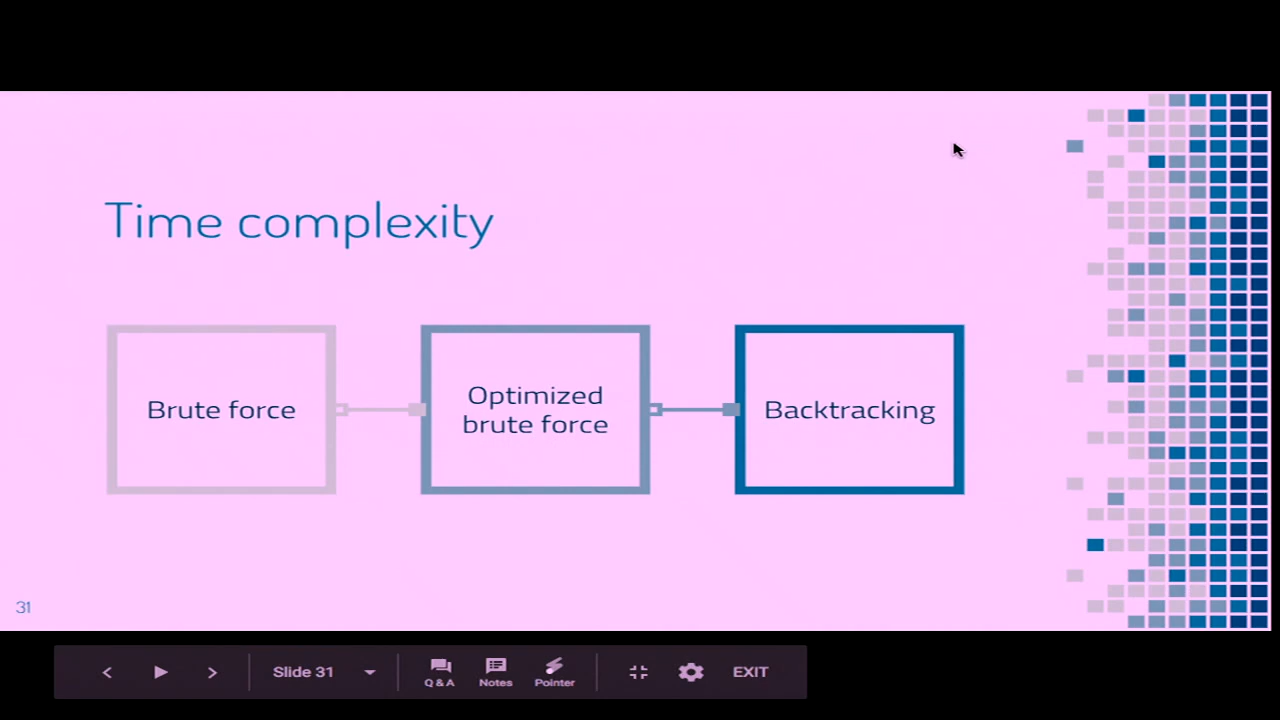 Time complexity
Brute force
Optimized
brute force
Backtracking
31
Slide 31
Q & A
Notes
Pointer
EXIT